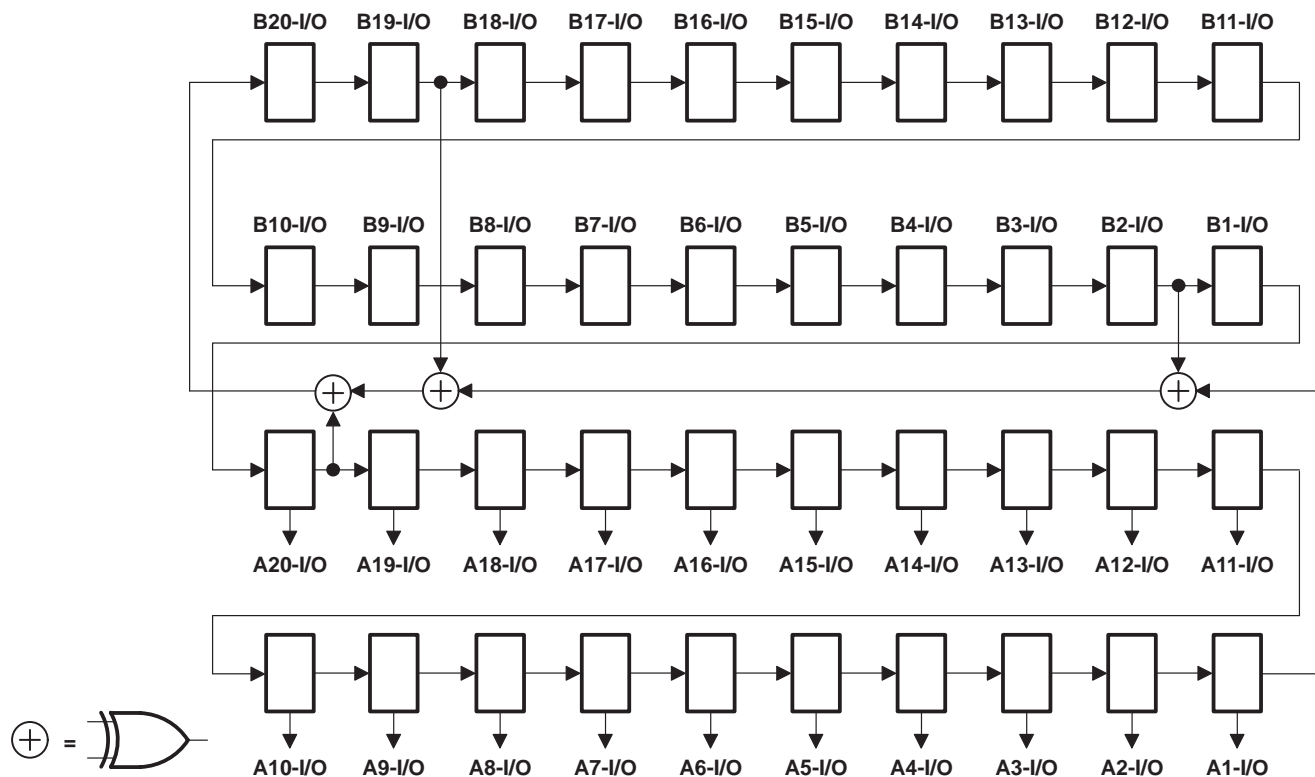 B20-I/O B19-I/O B18-I/O B17-I/O B16-I/O B15-I/O B14-I/O B13-I/O B12-I/O B11-I/O
B10-I/O B9-I/O B8-I/O B7-I/O B6-I/O B5-I/O B4-I/O B3-I/O B2-I/O B1-I/O
A20-I/O A19-I/O A18-I/O A17-I/O A16-I/O A15-I/O A14-I/O A13-I/O A12-I/O A11-I/O
=
A10-I/O A9-I/O A8-I/O A7-I/O A6-I/O A5-I/O A4-I/O A3-I/O A2-I/O A1-I/O